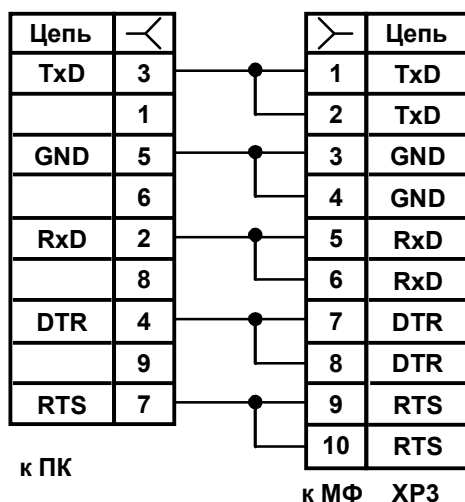 Цепь Цепь
TxD 3 1 TxD
1 2 TxD
GND 5 3 GND
6 4 GND
RxD 2 5 RxD
8 6 RxD
DTR 4 7 DTR
9 8 DTR
RTS 7 9 RTS
10 RTS
к ПК
к МФ ХР3